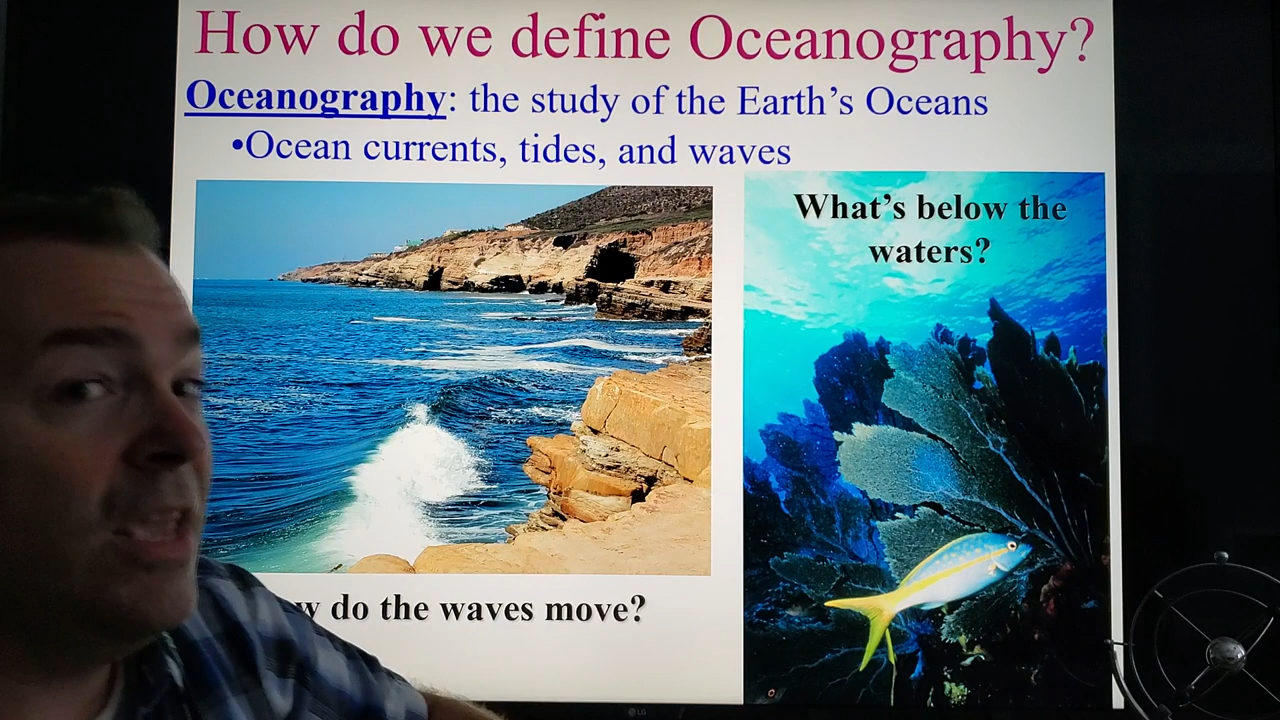 How do we define Oceanography?
Oceanography: the study of the Earth's Oceans
•Ocean currents, tides, and waves
What's below the
waters?
w do the waves move?
LG